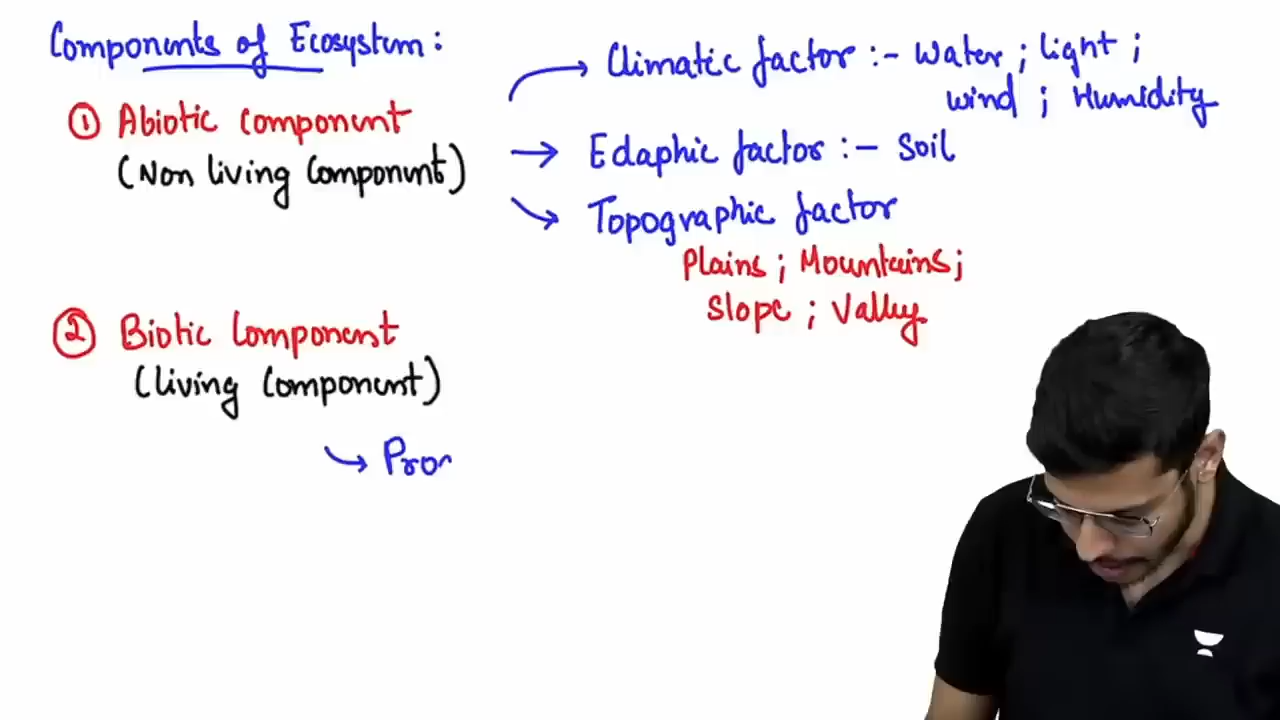 Components of Ecosystem:
① Abiotic component
(Non living Component)
Climatic factor :- Water ; light ;
wind ; Humidity
Edaphic factor :- Soil
Topographic factor
Plains ; Mountains ;
Slope ; Valley
② Biotic Component
(living Component)